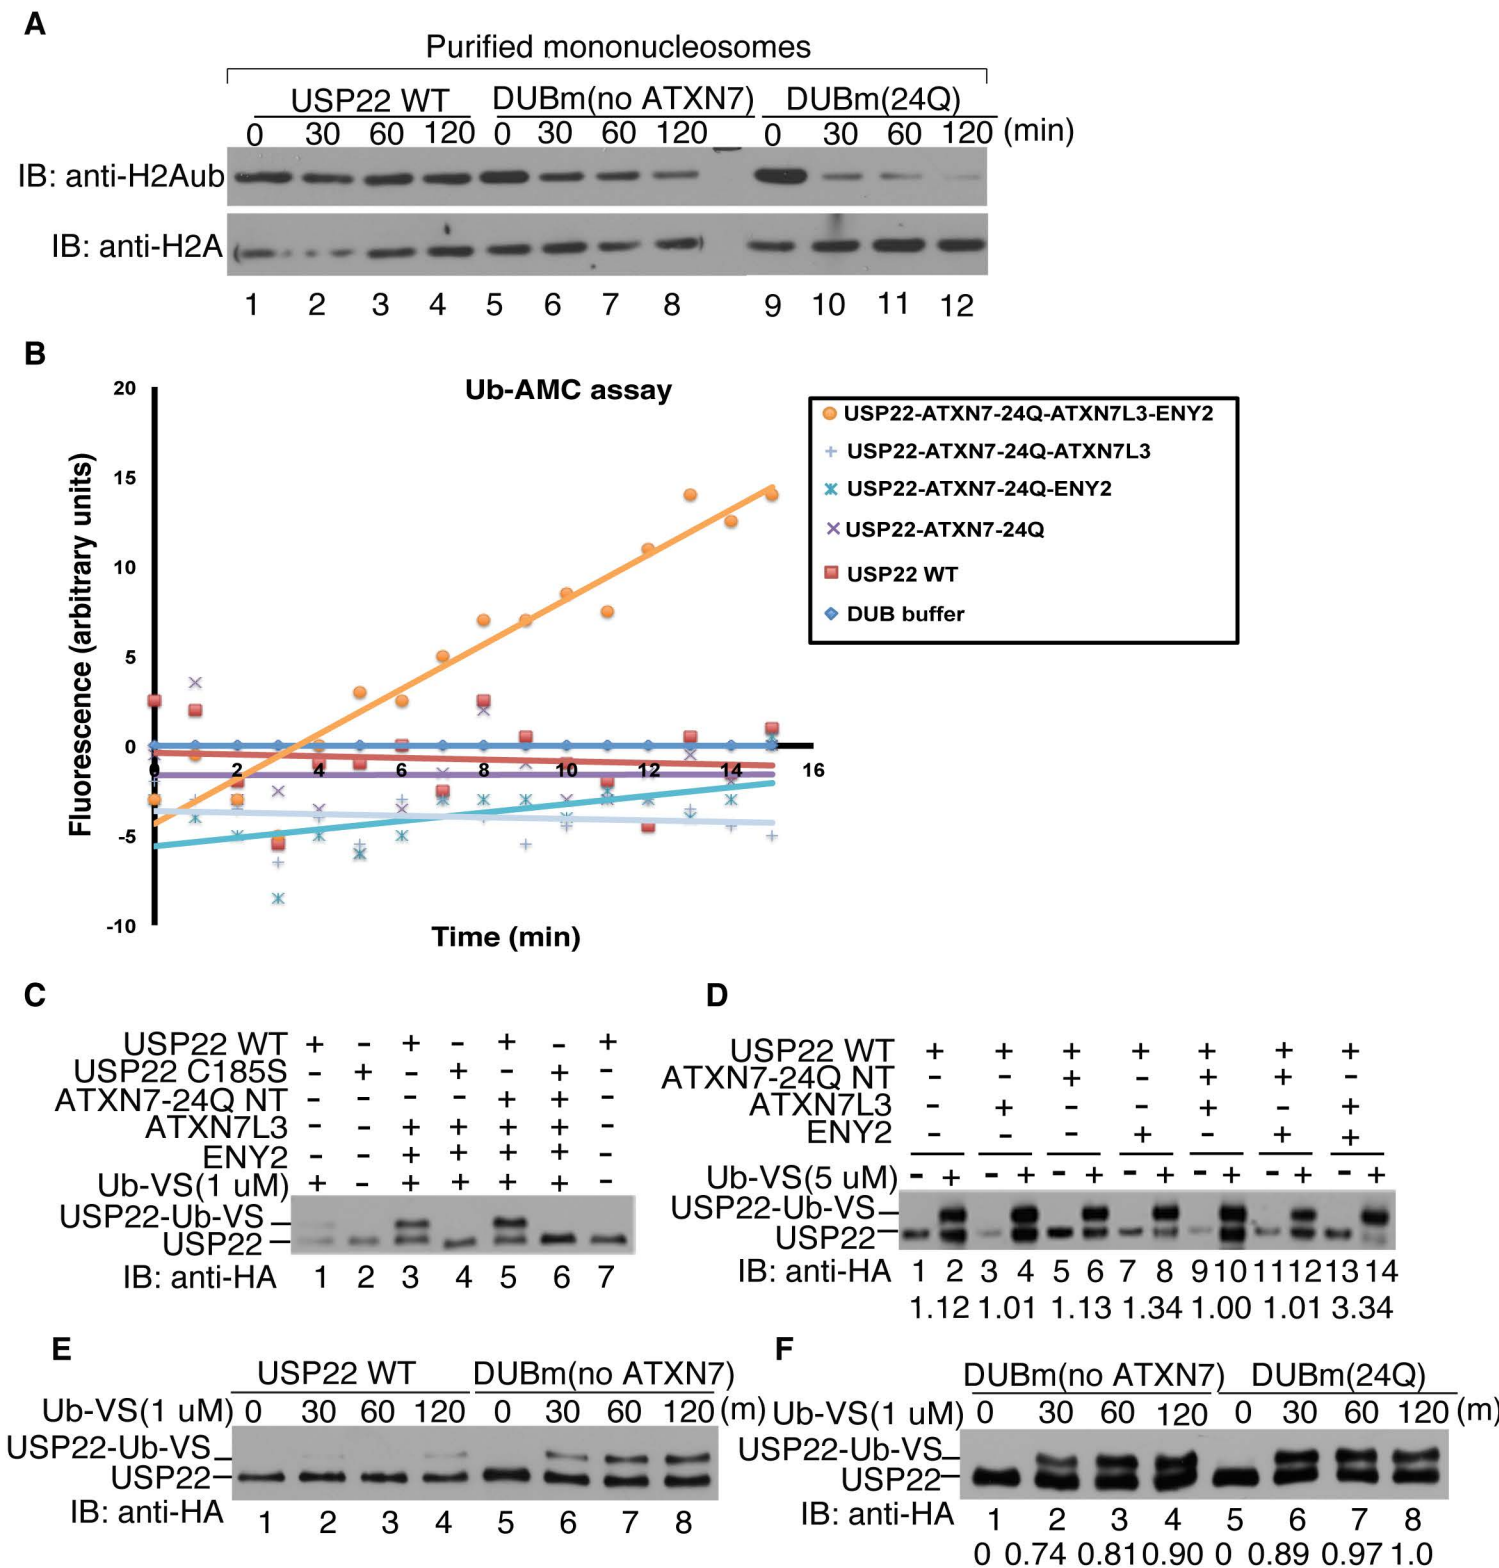 A
Purified mononucleosomes
USP22 WT DUBm(no ATXN7) DUBm(24Q)
0 30 60 120 0 30 60 120 0 30 60 120 (min)
IB: anti-H2Aub
IB: anti-H2A
1 2 3 4 5 6 7 8 9 10 11 12
B
Ub-AMC assay
20
15
10
5
0
-5
-10
0 2 4 6 8 10 12 14 16
Fluorescence (arbitrary units)
Time (min)
USP22-ATXN7-24Q-ATXN7L3-ENY2
USP22-ATXN7-24Q-ATXN7L3
USP22-ATXN7-24Q-ENY2
USP22-ATXN7-24Q
USP22 WT
DUB buffer
C
USP22 WT + - + - + - +
USP22 C185S - + - + - + -
ATXN7-24Q NT - - - - + + -
ATXN7L3 - - + + + + -
ENY2 - - + + + + -
Ub-VS(1 uM) + - + + + + -
USP22-Ub-VS
USP22
IB: anti-HA 1 2 3 4 5 6 7
D
USP22 WT + + + + + + +
ATXN7-24Q NT - - + - + + -
ATXN7L3 - + - - + - +
ENY2 - - - + - + +
Ub-VS(5 uM) - + - + - + - + - + - + - +
USP22-Ub-VS
USP22
IB: anti-HA 1 2 3 4 5 6 7 8 9 10 11 12 13 14
1.12 1.01 1.13 1.34 1.00 1.01 3.34
E
USP22 WT DUBm(no ATXN7)
Ub-VS(1 uM) 0 30 60 120 0 30 60 120 (m)
USP22-Ub-VS
USP22
IB: anti-HA 1 2 3 4 5 6 7 8
F
DUBm(no ATXN7) DUBm(24Q)
Ub-VS(1 uM) 0 30 60 120 0 30 60 120 (m)
USP22-Ub-VS
USP22
IB: anti-HA 1 2 3 4 5 6 7 8
0 0.74 0.81 0.90 0 0.89 0.97 1.0